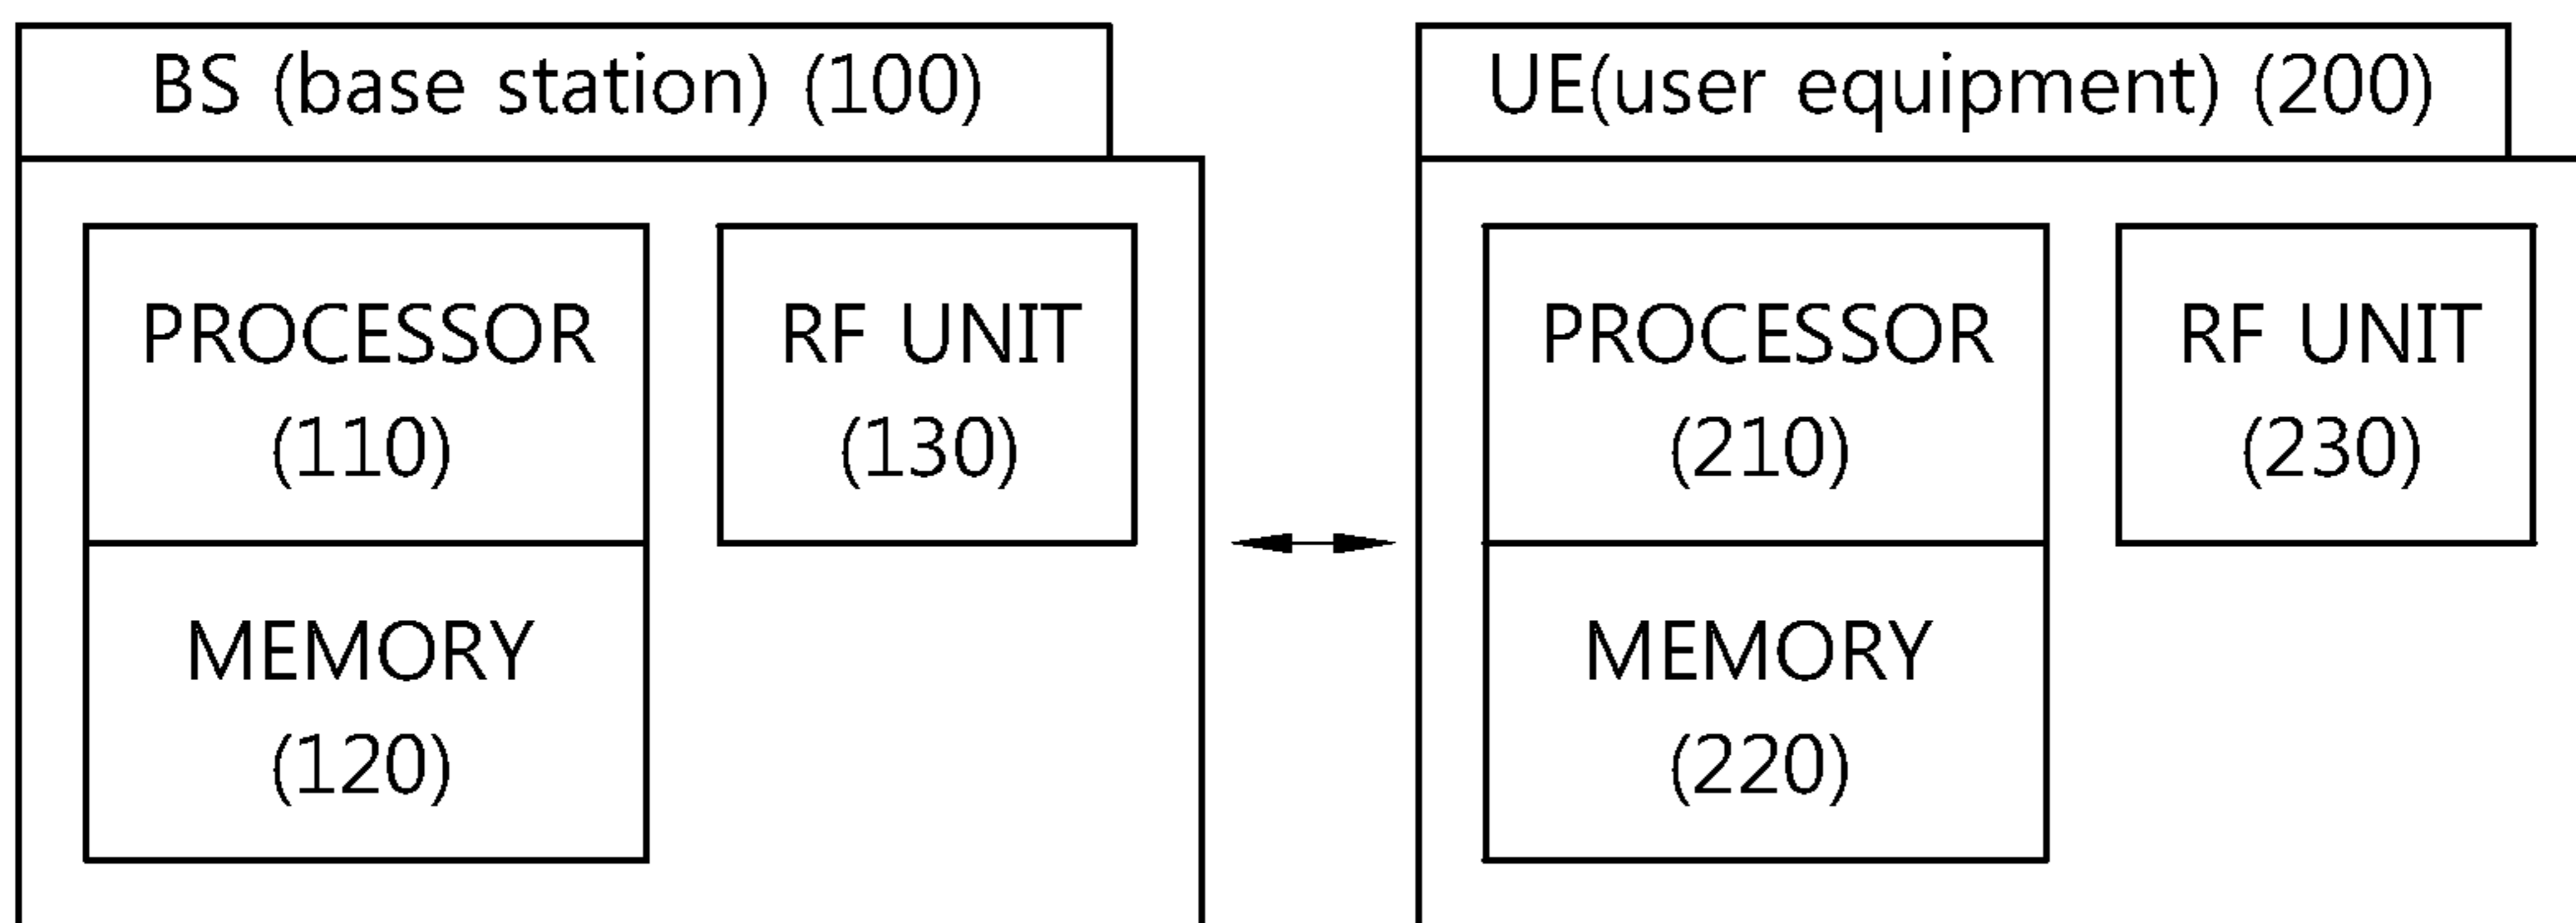 BS (base station) (100)
PROCESSOR
(110)
RF UNIT
(130)
MEMORY
(120)
UE(user equipment) (200)
PROCESSOR
(210)
RF UNIT
(230)
MEMORY
(220)